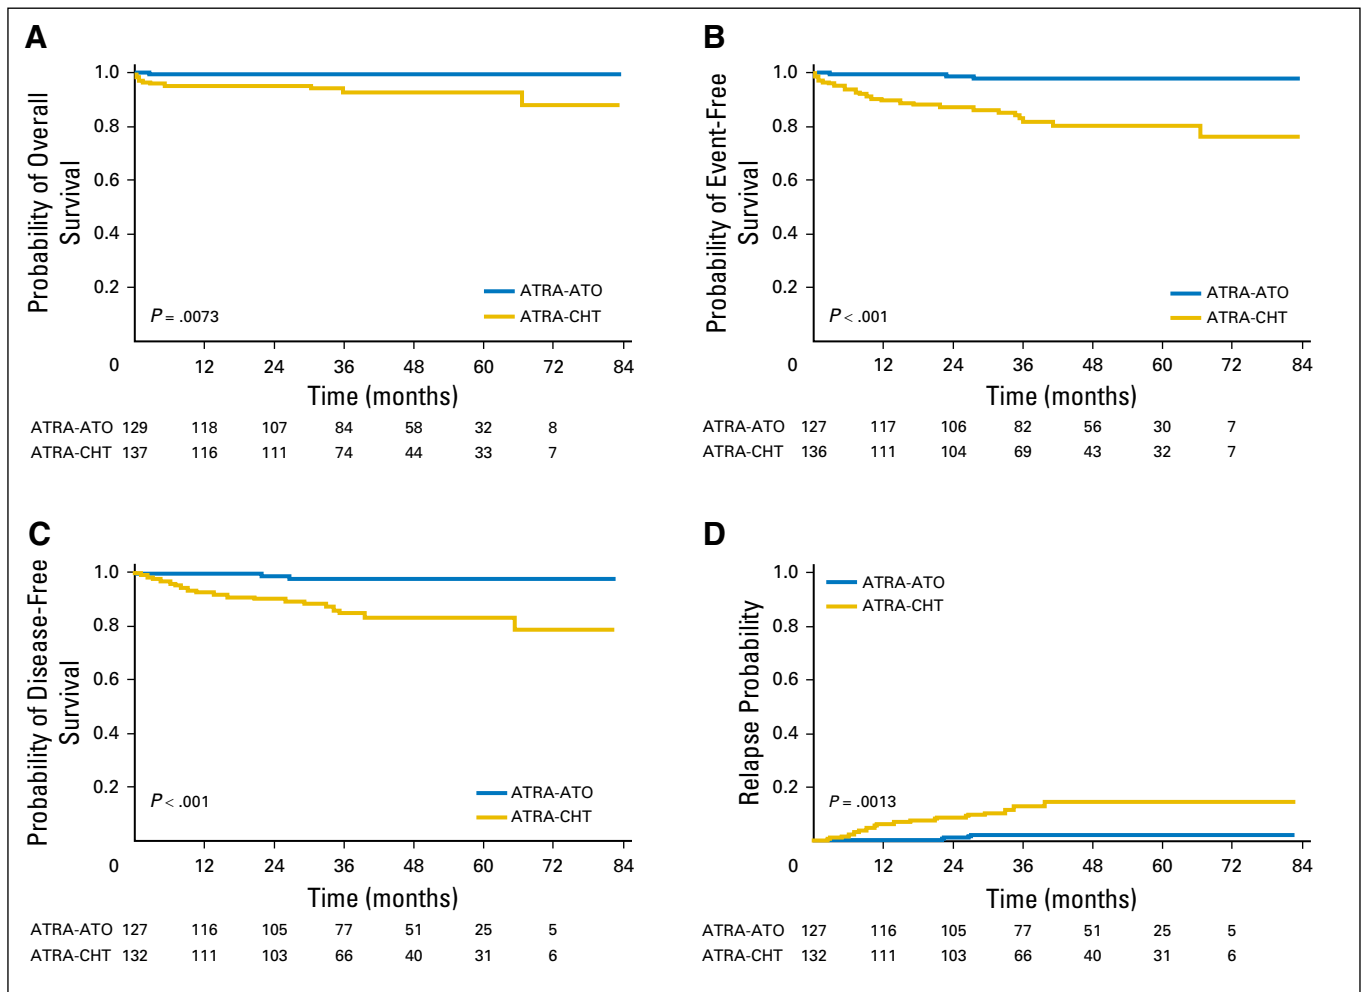 A
Probability of Overall
Survival
1.0
0.8
0.6
0.4
0.2
P = .0073
ATRA-ATO
ATRA-CHT
0 12 24 36 48 60 72 84
Time (months)
ATRA-ATO 129 118 107 84 58 32 8
ATRA-CHT 137 116 111 74 44 33 7
B
Probability of Event-Free
Survival
1.0
0.8
0.6
0.4
0.2
P < .001
ATRA-ATO
ATRA-CHT
0 12 24 36 48 60 72 84
Time (months)
ATRA-ATO 127 117 106 82 56 30 7
ATRA-CHT 136 111 104 69 43 32 7
C
Probability of Disease-Free
Survival
1.0
0.8
0.6
0.4
0.2
P < .001
ATRA-ATO
ATRA-CHT
0 12 24 36 48 60 72 84
Time (months)
ATRA-ATO 127 116 105 77 51 25 5
ATRA-CHT 132 111 103 66 40 31 6
D
Relapse Probability
1.0
0.8
0.6
0.4
0.2
ATRA-ATO
ATRA-CHT
P = .0013
0 12 24 36 48 60 72 84
Time (months)
ATRA-ATO 127 116 105 77 51 25 5
ATRA-CHT 132 111 103 66 40 31 6